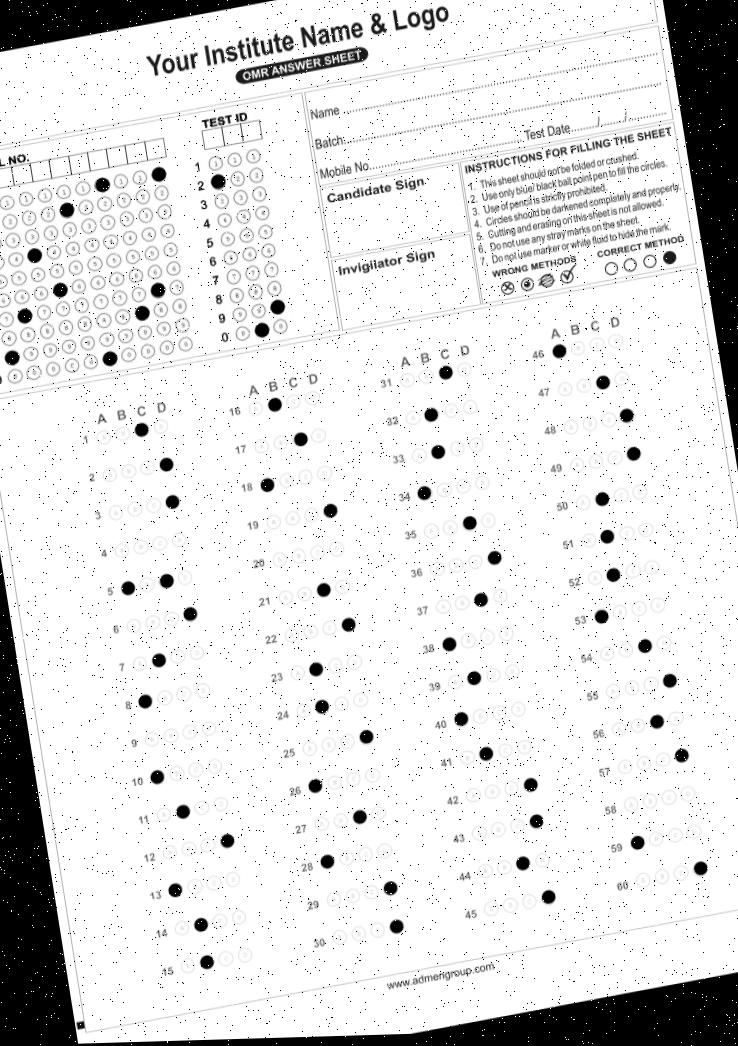 Your Institute Name & Logo
OMR ANSWER SHEET
L NO.
TEST ID
1
2
3
4
5
6
7
8
9
0
Name
Batch:
Mobile No.
Test Date / /
Candidate Sign.
Invigilator Sign
INSTRUCTIONS FOR FILLING THE SHEET
1. This sheet should not be folded or crushed.
2. Use only blue/ black ball point pen to fill the circles.
3. Use of pencil is strictly prohibited.
4. Circles should be darkened completely and properly.
5. Cutting and erasing on this sheet is not allowed.
6. Do not use any stray marks on the sheet.
7. Do not use marker or white fluid to hide the mark.
WRONG METHODS
CORRECT METHOD
A B C D
1
2
3
4
5
6
7
8
9
10
11
12
13
14
15
A B C D
16
17
18
19
20
21
22
23
24
25
26
27
28
29
30
A B C D
31
32
33
34
35
36
37
38
39
40
41
42
43
44
45
A B C D
46
47
48
49
50
51
52
53
54
55
56
57
58
59
60
www.admengroup.com